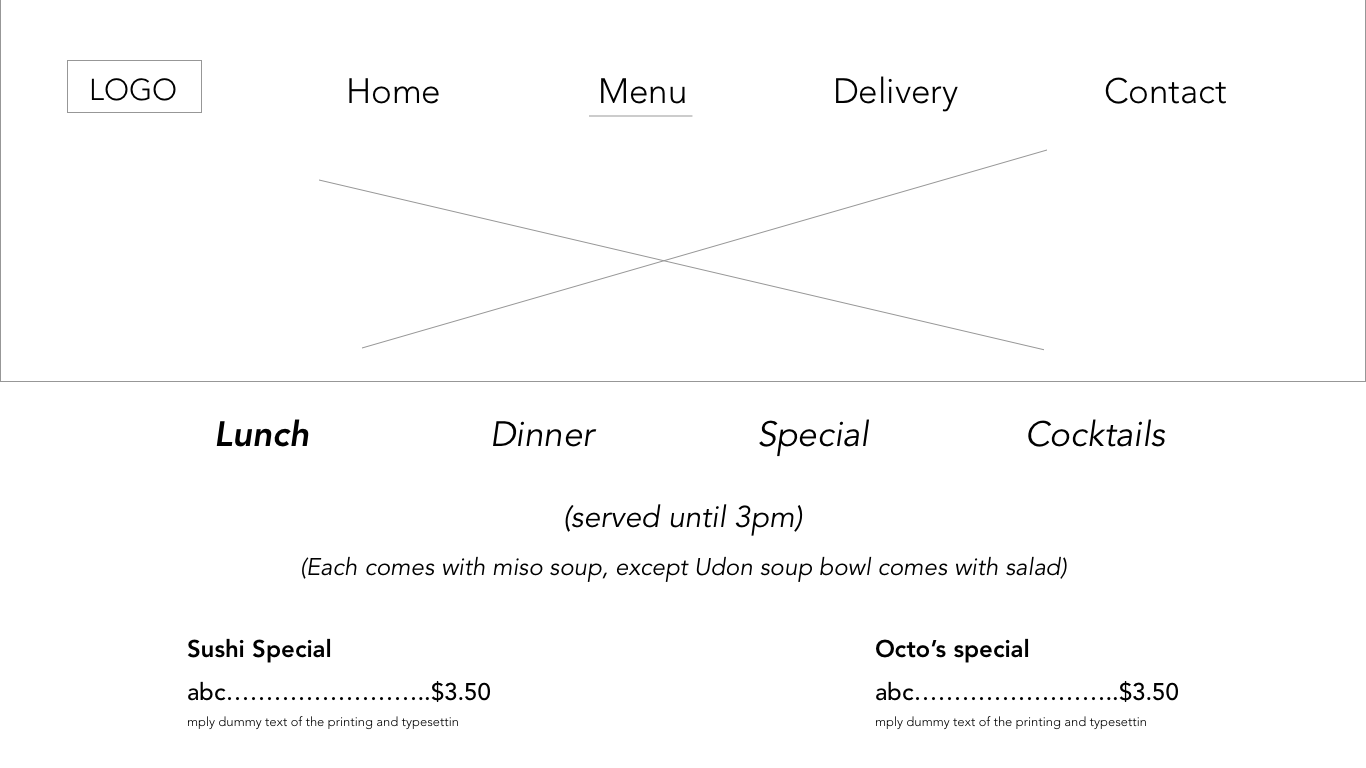 LOGO Home Menu Delivery Contact
Lunch Dinner Special Cocktails
(served until 3pm)
(Each comes with miso soup, except Udon soup bowl comes with salad)
Sushi Special
abc……………………..$3.50
mply dummy text of the printing and typesettin
Octo’s special
abc……………………..$3.50
mply dummy text of the printing and typesettin